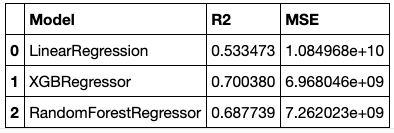 Model R2 MSE
0 LinearRegression 0.533473 1.084968e+10
1 XGBRegressor 0.700380 6.968046e+09
2 RandomForestRegressor 0.687739 7.262023e+09